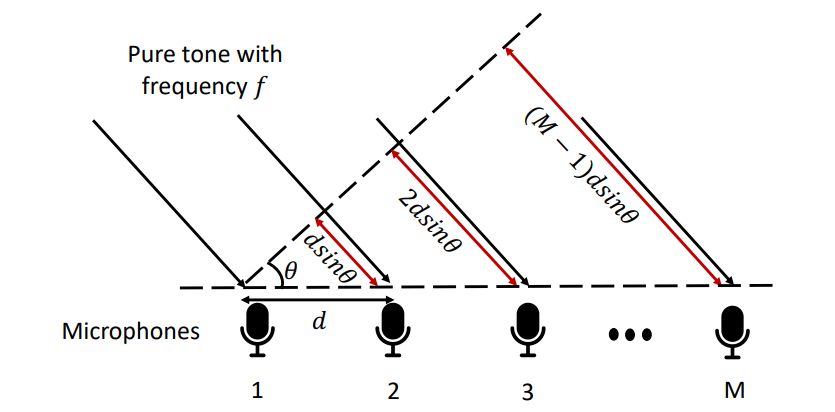 Pure tone with
frequency f
(M − 1)dsinθ
2dsinθ
dsinθ
θ
d
Microphones
1
2
3
M